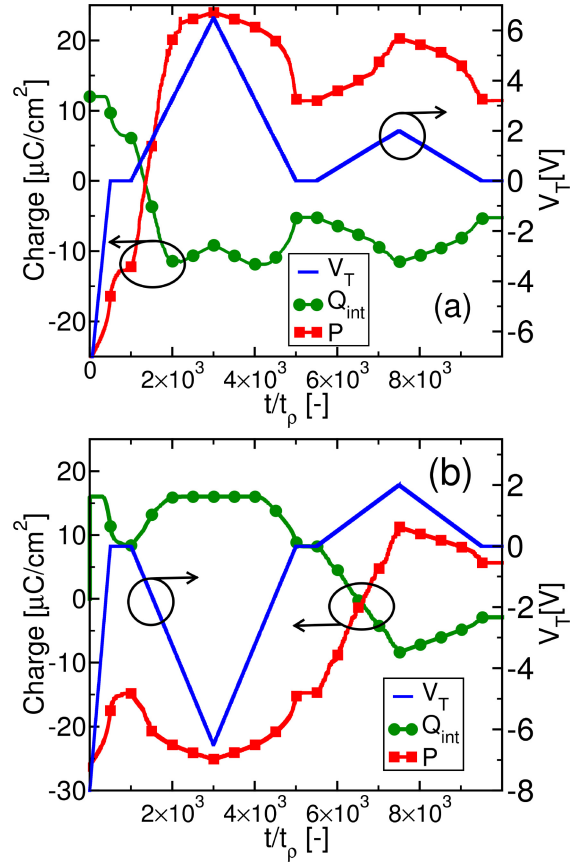 (a)
Charge [μC/cm²]
20
10
0
-10
-20
6
4
2
0
-2
-4
-6
V_T[V]
V_T
Q_int
P
0
2×10³
4×10³
6×10³
8×10³
t/t_ρ [-]
(b)
Charge [μC/cm²]
20
10
0
-10
-20
-30
2
0
-2
-4
-6
-8
V_T[V]
V_T
Q_int
P
2×10³
4×10³
6×10³
8×10³
t/t_ρ [-]